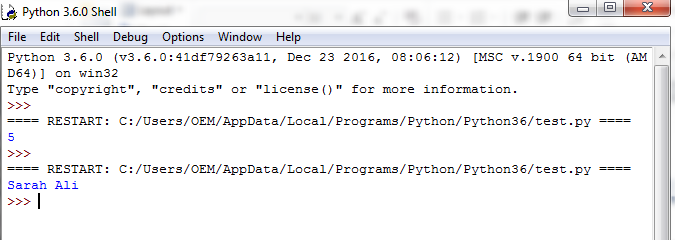 Python 3.6.0 Shell
File Edit Shell Debug Options Window Help
Python 3.6.0 (v3.6.0:41df79263a11, Dec 23 2016, 08:06:12) [MSC v.1900 64 bit (AM
D64)] on win32
Type "copyright", "credits" or "license()" for more information.
>>>
==== RESTART: C:/Users/OEM/AppData/Local/Programs/Python/Python36/test.py ====
5
>>>
==== RESTART: C:/Users/OEM/AppData/Local/Programs/Python/Python36/test.py ====
Sarah Ali
>>>